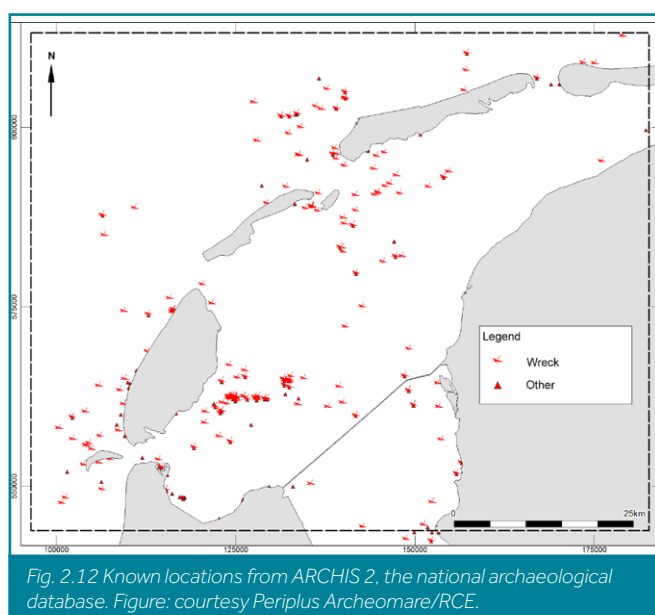 N
600000
575000
550000
Legend
Wreck
Other
0 25km
100000 125000 150000 175000
Fig. 2.12 Known locations from ARCHIS 2, the national archaeological
database. Figure: courtesy Periplus Archeomare/RCE.